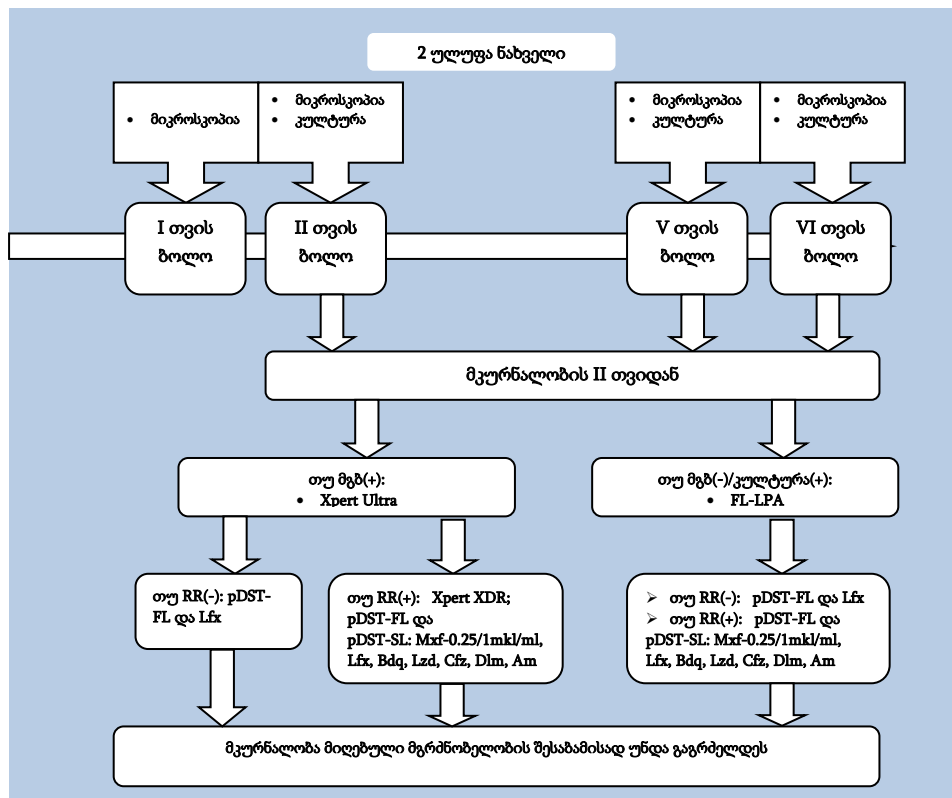 2 ულუფა ნახველი
• მიკროსკოპია
• მიკროსკოპია
• კულტურა
• მიკროსკოპია
• კულტურა
• მიკროსკოპია
• კულტურა
I თვის
ბოლო
II თვის
ბოლო
V თვის
ბოლო
VI თვის
ბოლო
მკურნალობის II თვიდან
თუ მგბ(+):
• Xpert Ultra
თუ მგბ(-)/კულტურა(+):
• FL-LPA
თუ RR(-): pDST-
FL და Lfx
თუ RR(+): Xpert XDR;
pDST-FL და
pDST-SL: Mxf-0.25/1mkl/ml,
Lfx, Bdq, Lzd, Cfz, Dlm, Am
➢ თუ RR(-): pDST-FL და Lfx
➢ თუ RR(+): pDST-FL და
pDST-SL: Mxf-0.25/1mkl/ml,
Lfx, Bdq, Lzd, Cfz, Dlm, Am
მკურნალობა მიღებული მგრძნობელობის შესაბამისად უნდა გაგრძელდეს